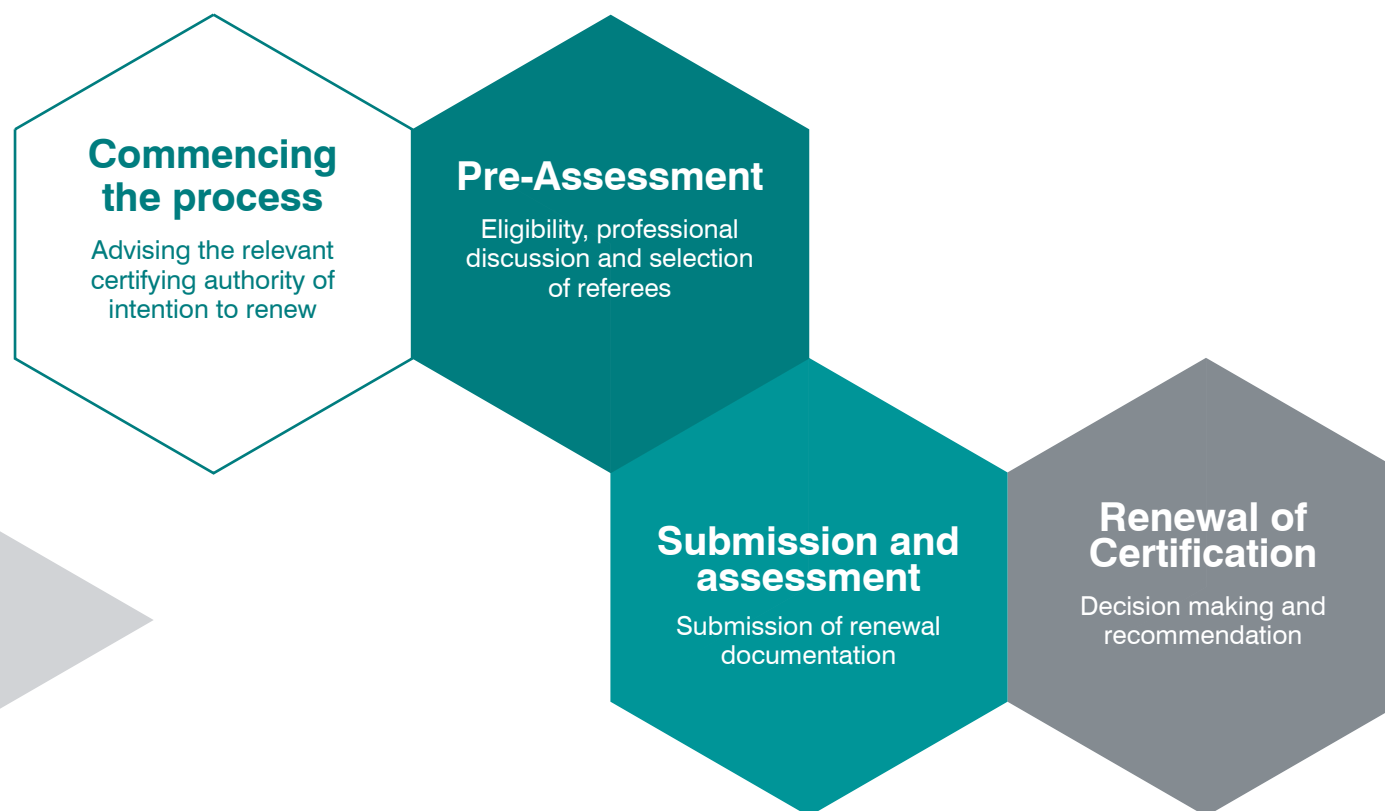 Commencing
the process
Advising the relevant
certifying authority of
intention to renew
Pre-Assessment
Eligibility, professional
discussion and selection
of referees
Submission and
assessment
Submission of renewal
documentation
Renewal of
Certification
Decision making and
recommendation